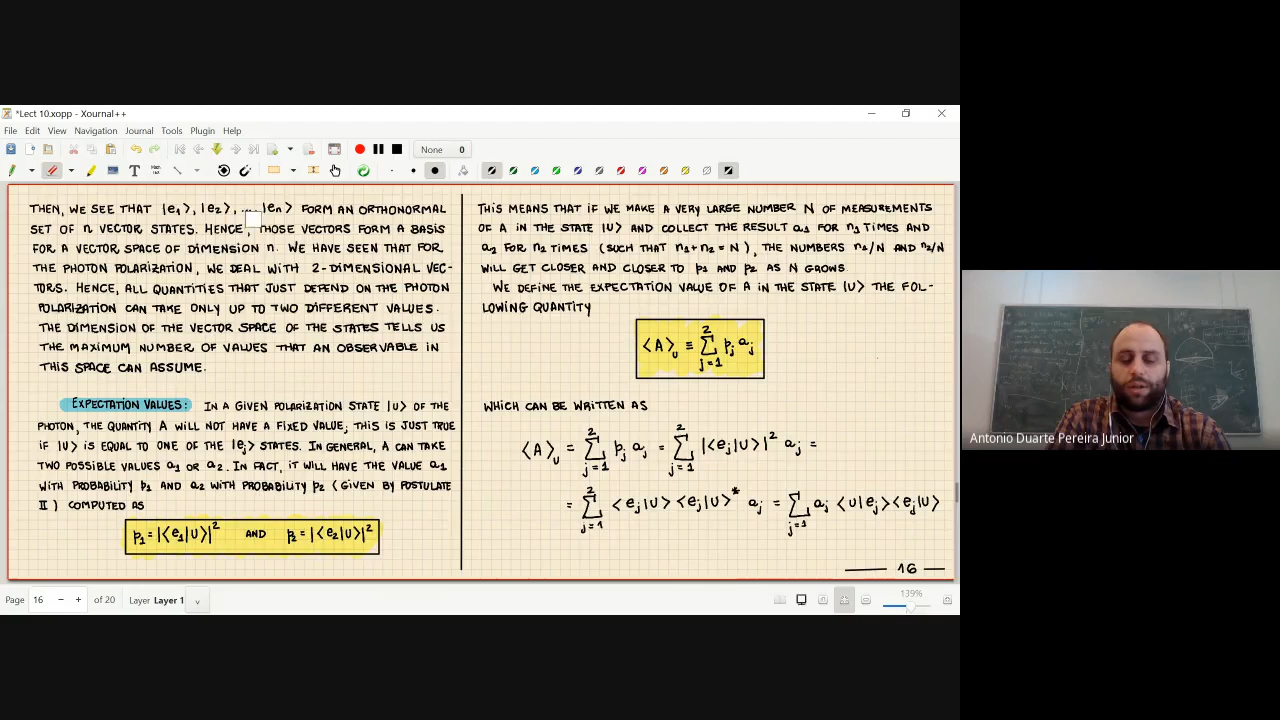 *Lect 10.xopp - Xournal++
File Edit View Navigation Journal Tools Plugin Help
None 0
THEN, WE SEE THAT |e1⟩, |e2⟩, ... |en⟩ FORM AN ORTHONORMAL
SET OF n VECTOR STATES. HENCE, THOSE VECTORS FORM A BASIS
FOR A VECTOR SPACE OF DIMENSION n. WE HAVE SEEN THAT FOR
THE PHOTON POLARIZATION, WE DEAL WITH 2-DIMENSIONAL VEC-
TORS. HENCE, ALL QUANTITIES THAT JUST DEPEND ON THE PHOTON
POLARIZATION CAN TAKE ONLY UP TO TWO DIFFERENT VALUES.
THE DIMENSION OF THE VECTOR SPACE OF THE STATES TELLS US
THE MAXIMUM NUMBER OF VALUES THAT AN OBSERVABLE IN
THIS SPACE CAN ASSUME.
EXPECTATION VALUES: IN A GIVEN POLARIZATION STATE |U⟩ OF THE
PHOTON, THE QUANTITY A WILL NOT HAVE A FIXED VALUE; THIS IS JUST TRUE
IF |U⟩ IS EQUAL TO ONE OF THE |ej⟩ STATES. IN GENERAL, A CAN TAKE
TWO POSSIBLE VALUES a1 OR a2. IN FACT, IT WILL HAVE THE VALUE a1
WITH PROBABILITY p1 AND a2 WITH PROBABILITY p2 (GIVEN BY POSTULATE
II) COMPUTED AS
p1 = |⟨e1|U⟩|² AND p2 = |⟨e2|U⟩|²
THIS MEANS THAT IF WE MAKE A VERY LARGE NUMBER N OF MEASUREMENTS
OF A IN THE STATE |U⟩ AND COLLECT THE RESULT a1 FOR n1 TIMES AND
a2 FOR n2 TIMES (SUCH THAT n1+n2 = N), THE NUMBERS n1/N AND n2/N
WILL GET CLOSER AND CLOSER TO p1 AND p2 AS N GROWS.
WE DEFINE THE EXPECTATION VALUE OF A IN THE STATE |U⟩ THE FOL-
LOWING QUANTITY
⟨A⟩U ≡ ∑_{j=1}^{2} pj aj
WHICH CAN BE WRITTEN AS
⟨A⟩U = ∑_{j=1}^{2} pj aj = ∑_{j=1}^{2} |⟨ej|U⟩|² aj =
= ∑_{j=1}^{2} ⟨ej|U⟩⟨ej|U⟩* aj = ∑_{j=1} aj ⟨U|ej⟩⟨ej|U⟩
16
Page 16 − + of 20 Layer Layer 1
139%
Antonio Duarte Pereira Junior